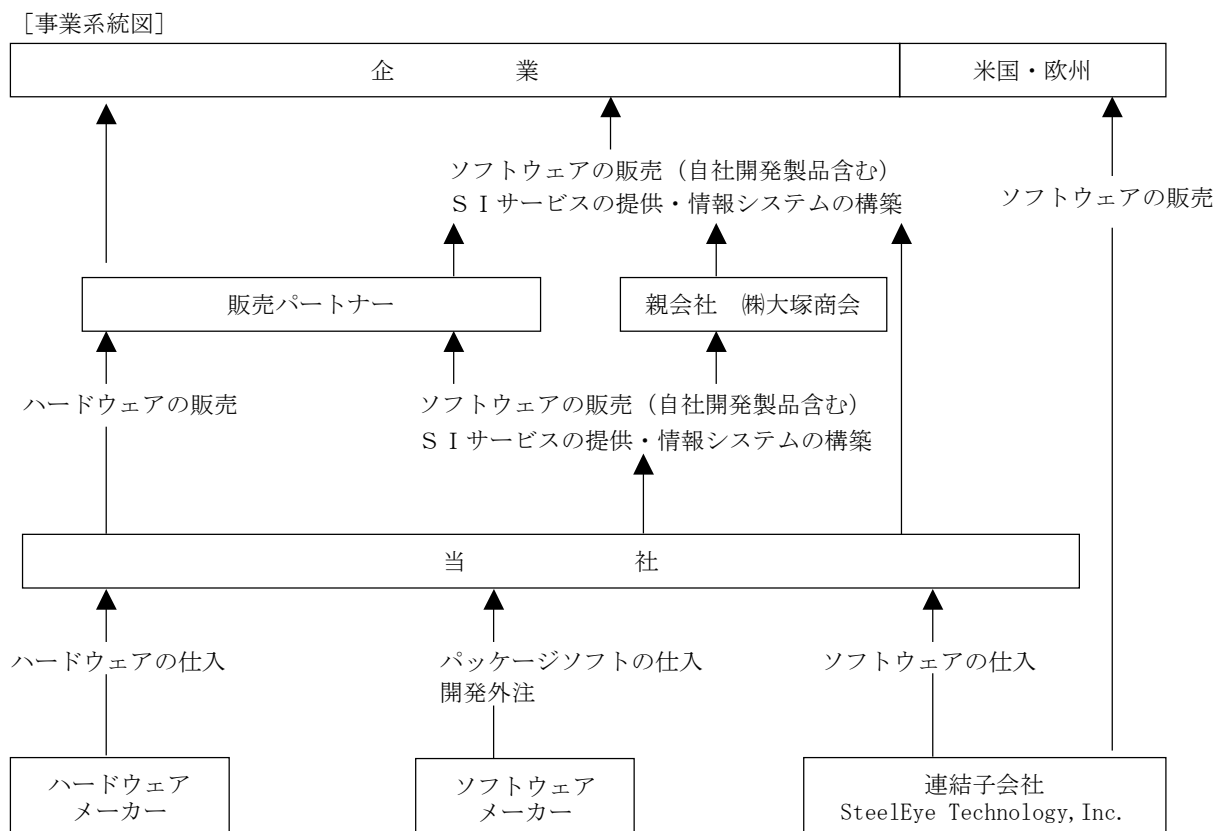 ［事業系統図］
企　　　　業
米国・欧州
ソフトウェアの販売（自社開発製品含む）
ＳＩサービスの提供・情報システムの構築
ソフトウェアの販売
販売パートナー
親会社　㈱大塚商会
ハードウェアの販売
ソフトウェアの販売（自社開発製品含む）
ＳＩサービスの提供・情報システムの構築
当　　　　　社
ハードウェアの仕入
パッケージソフトの仕入
開発外注
ソフトウェアの仕入
ハードウェア
メーカー
ソフトウェア
メーカー
連結子会社
SteelEye Technology,Inc.